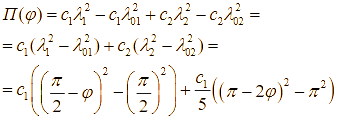 Π(φ) = c₁λ₁² − c₁λ₀₁² + c₂λ₂² − c₂λ₀₂² =
= c₁(λ₁² − λ₀₁²) + c₂(λ₂² − λ₀₂²) =
= c₁((π/2 − φ)² − (π/2)²) + c₁/5((π − 2φ)² − π²)